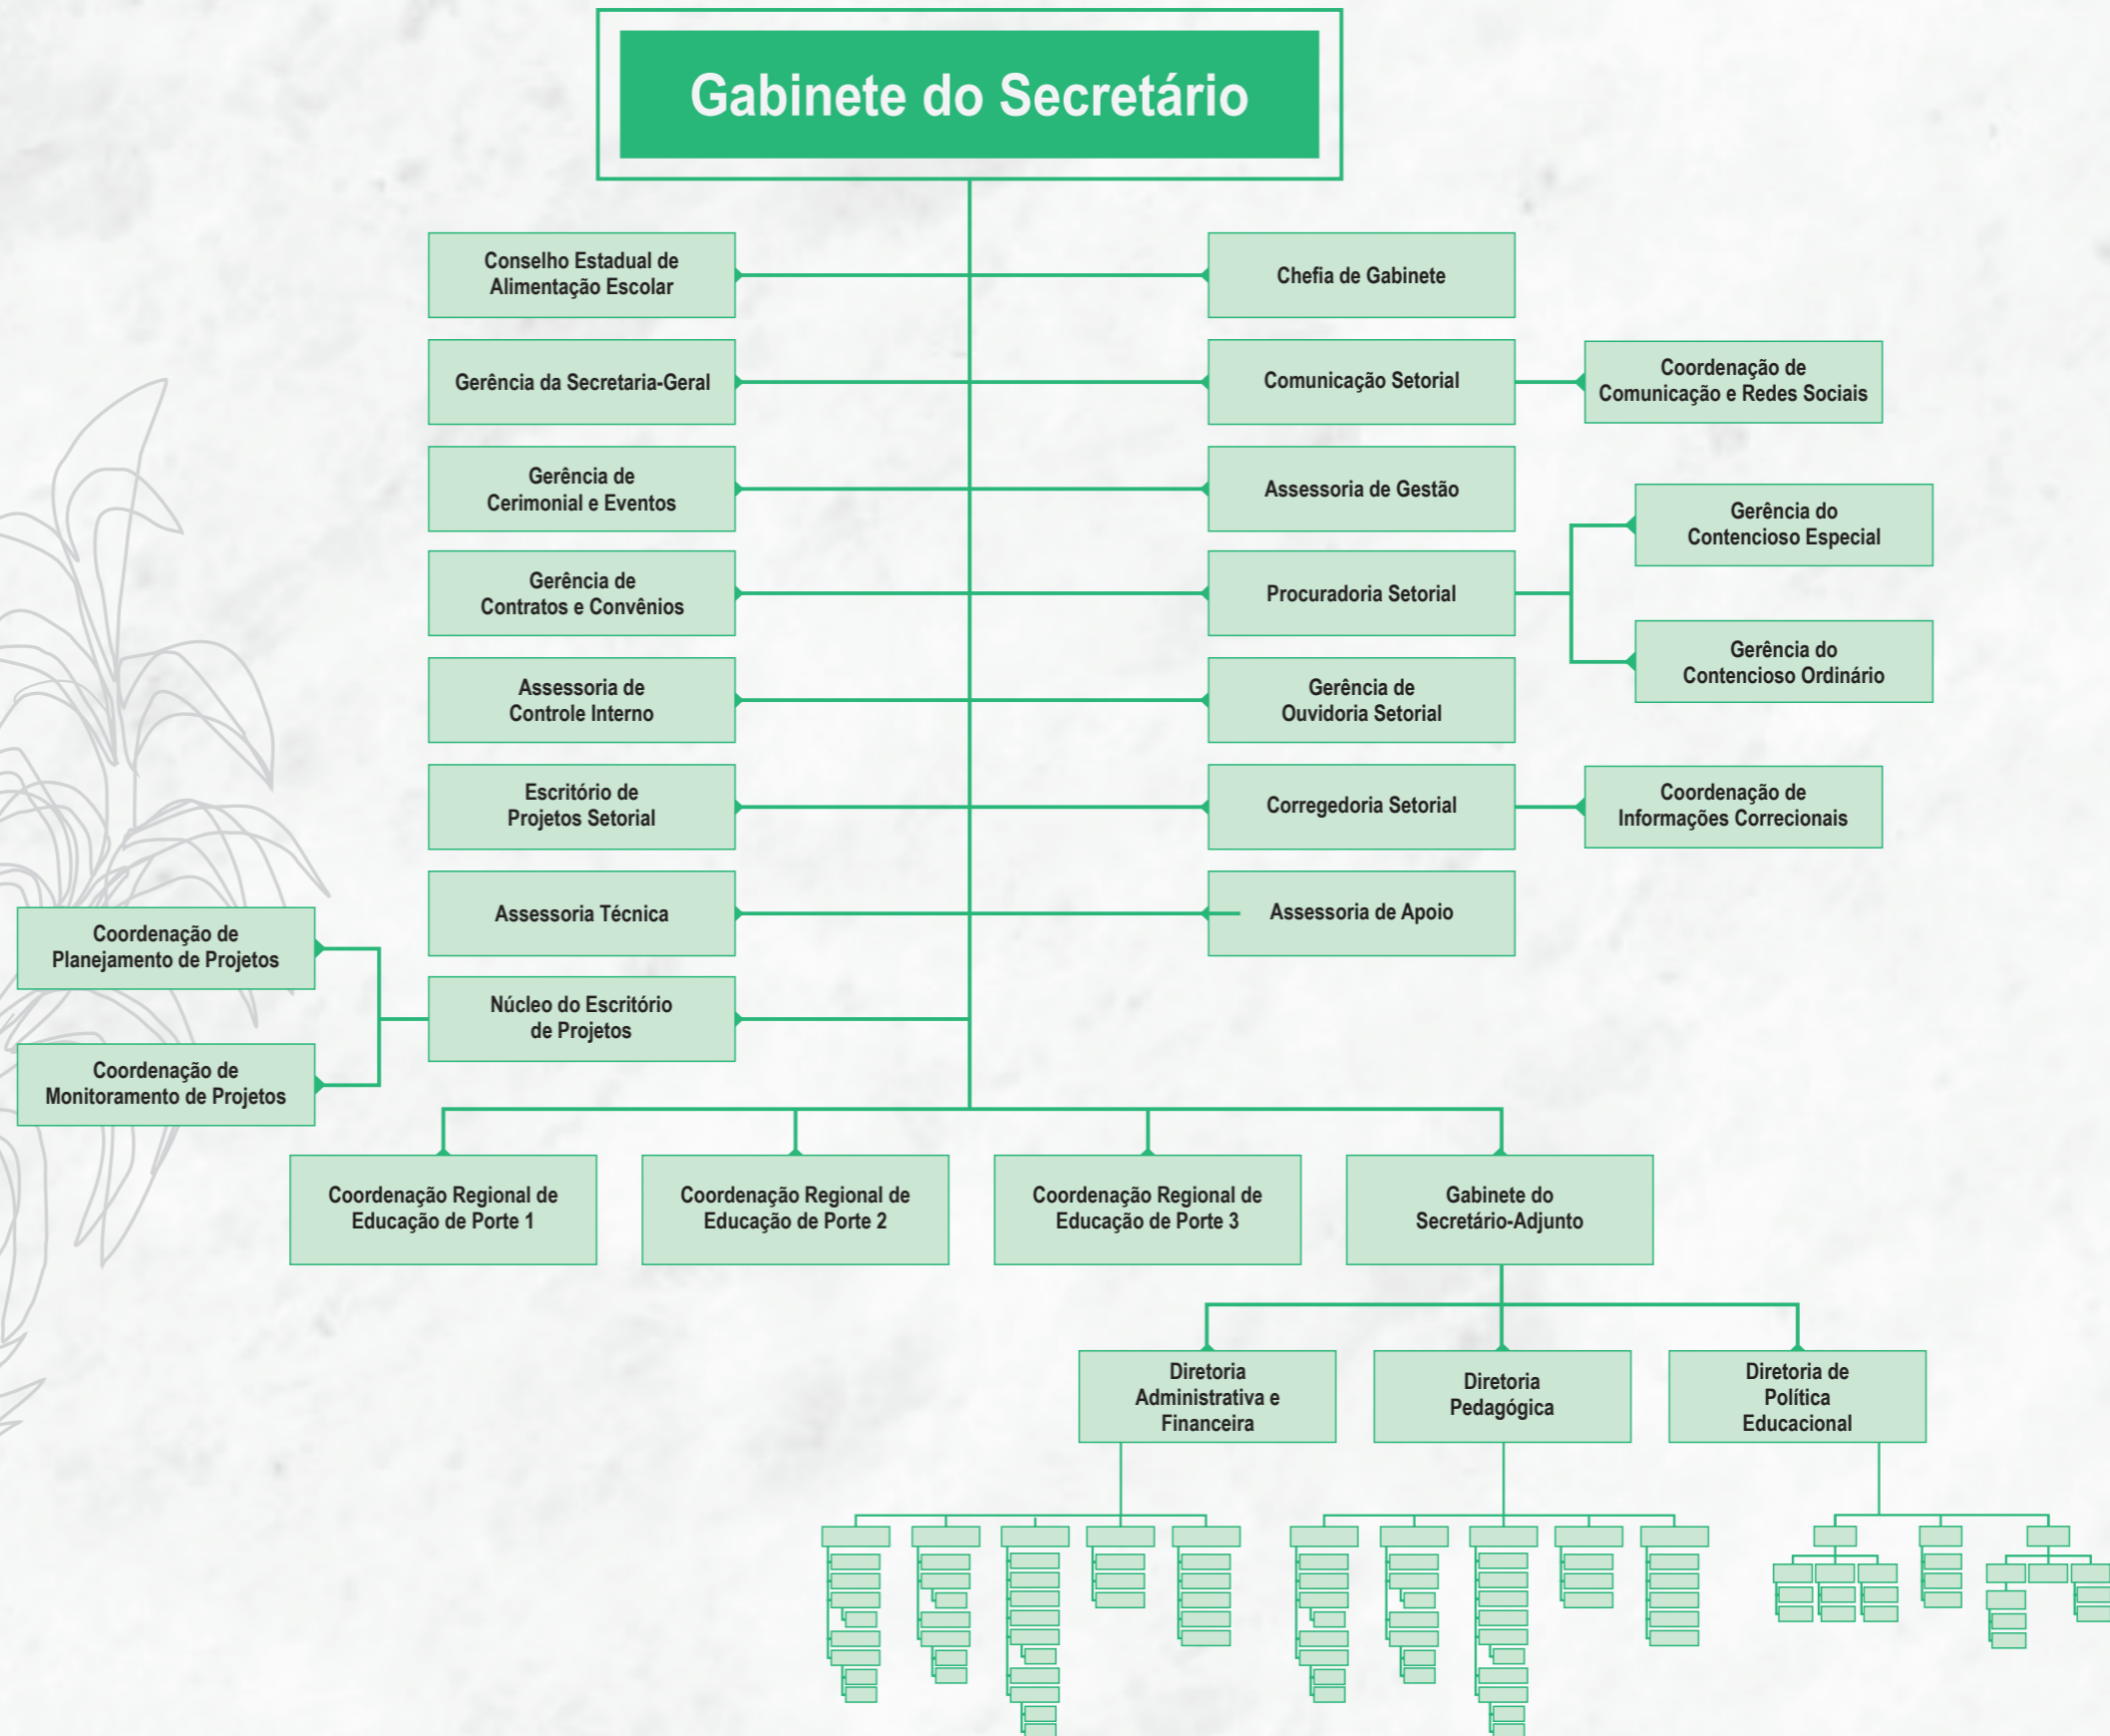 Gabinete do Secretário
Conselho Estadual de
Alimentação Escolar
Chefia de Gabinete
Gerência da Secretaria-Geral
Comunicação Setorial
Coordenação de
Comunicação e Redes Sociais
Gerência de
Cerimonial e Eventos
Assessoria de Gestão
Gerência do
Contencioso Especial
Gerência de
Contratos e Convênios
Procuradoria Setorial
Gerência do
Contencioso Ordinário
Assessoria de
Controle Interno
Gerência de
Ouvidoria Setorial
Escritório de
Projetos Setorial
Corregedoria Setorial
Coordenação de
Informações Correcionais
Assessoria Técnica
Assessoria de Apoio
Coordenação de
Planejamento de Projetos
Núcleo do Escritório
de Projetos
Coordenação de
Monitoramento de Projetos
Coordenação Regional de
Educação de Porte 1
Coordenação Regional de
Educação de Porte 2
Coordenação Regional de
Educação de Porte 3
Gabinete do
Secretário-Adjunto
Diretoria
Administrativa e
Financeira
Diretoria
Pedagógica
Diretoria de
Política
Educacional